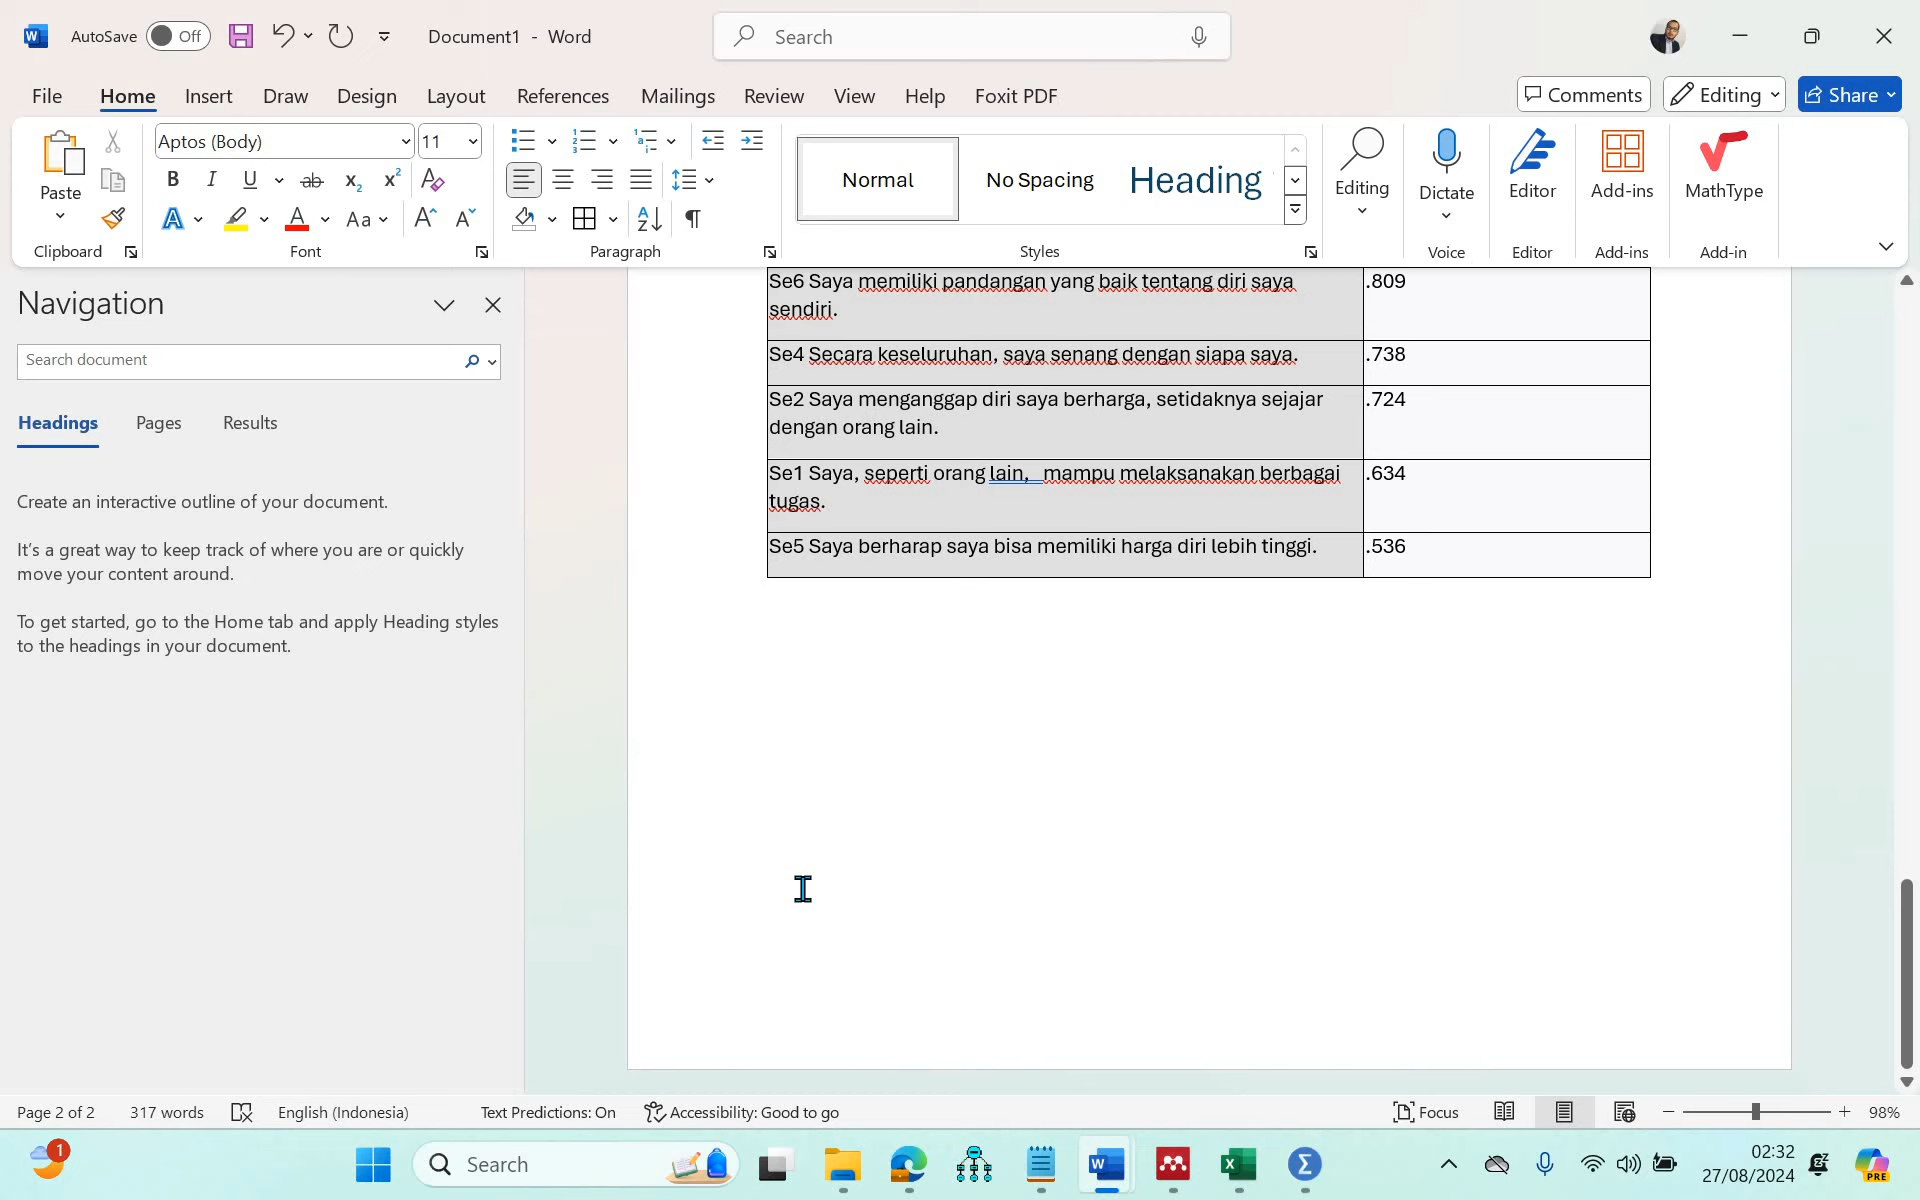 AutoSave Off Document1 - Word Search
File Home Insert Draw Design Layout References Mailings Review View Help Foxit PDF Comments Editing Share
Paste
Clipboard
Aptos (Body) 11
Font
Paragraph
Normal No Spacing Heading
Styles
Editing
Dictate
Voice
Editor
Editor
Add-ins
Add-ins
MathType
Add-in
Navigation
Search document
Headings Pages Results
Create an interactive outline of your document.
It's a great way to keep track of where you are or quickly
move your content around.
To get started, go to the Home tab and apply Heading styles
to the headings in your document.
Se6 Saya memiliki pandangan yang baik tentang diri saya .809
sendiri.
Se4 Secara keseluruhan, saya senang dengan siapa saya. .738
Se2 Saya menganggap diri saya berharga, setidaknya sejajar .724
dengan orang lain.
Se1 Saya, seperti orang lain, mampu melaksanakan berbagai .634
tugas.
Se5 Saya berharap saya bisa memiliki harga diri lebih tinggi. .536
Page 2 of 2 317 words English (Indonesia) Text Predictions: On Accessibility: Good to go Focus 98%
1 Search 02:32
27/08/2024
PRE